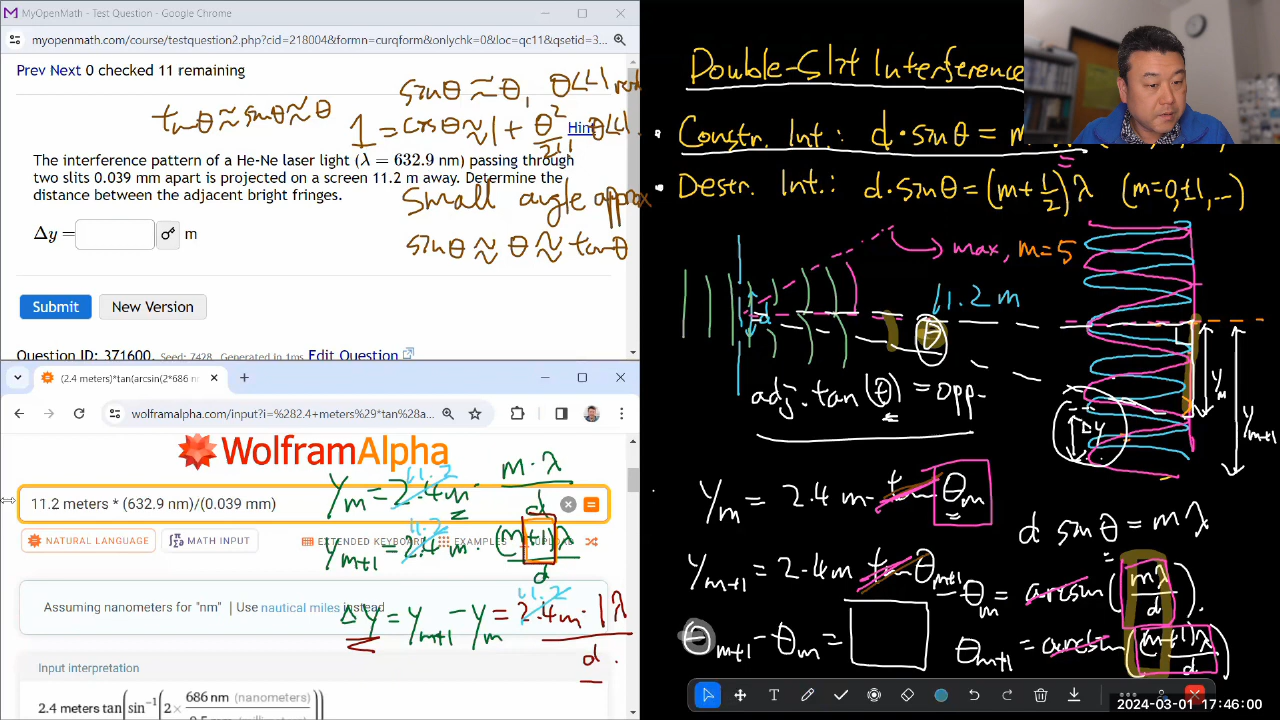 MyOpenMath - Test Question - Google Chrome
myopenmath.com/course/testquestion2.php?cid=218004&formn=curqform&onlychk=0&loc=qc11&qsetid=3...
Prev Next 0 checked 11 remaining
sinθ ≈ θ, θ<<1
tanθ ≈ sinθ ≈ θ
1 = cosθ ≈ 1 + θ²/2!
The interference pattern of a He-Ne laser light (λ = 632.9 nm) passing through
two slits 0.039 mm apart is projected on a screen 11.2 m away. Determine the
distance between the adjacent bright fringes.
small angle approx
sinθ ≈ θ ≈ tanθ
Δy = m
Submit
New Version
Question ID: 371600. Seed: 7428. Generated in 1ms Edit Question
(2.4 meters)*tan(arcsin(2*686 n
wolframalpha.com/input?i=%282.4+meters%29*tan%28...
WolframAlpha
11.2 meters * (632.9 nm)/(0.039 mm)
NATURAL LANGUAGE
MATH INPUT
EXTENDED KEYBOARD
EXAMPLES
11.2
y_m = 2.4m · m·λ/d
11.2
y_m+1 = 2.4m · (m+1)λ/d
11.2
Δy = y_m+1 - y_m = 2.4m · 1λ/d.
Assuming nanometers for "nm" | Use nautical miles instead
Input interpretation
2.4 meters tan(sin⁻¹(2× 686 nm (nanometers)
Double-Slit Interference
• Constr. Int.: d·sinθ = m
• Destr. Int.: d·sinθ = (m+½)λ (m=0,±1,...)
max, m=5
11.2 m
d
θ
adj. tan(θ) = opp.
Δy
y_m
y_m+1
y_m = 2.4m · tan θ_m
d sinθ = mλ
y_m+1 = 2.4m tan θ_m+1
θ_m = arcsin(mλ/d).
θ_m+1 - θ_m =
θ_m+1 = arcsin((m+1)λ/d)
2024-03-01 17:46:00